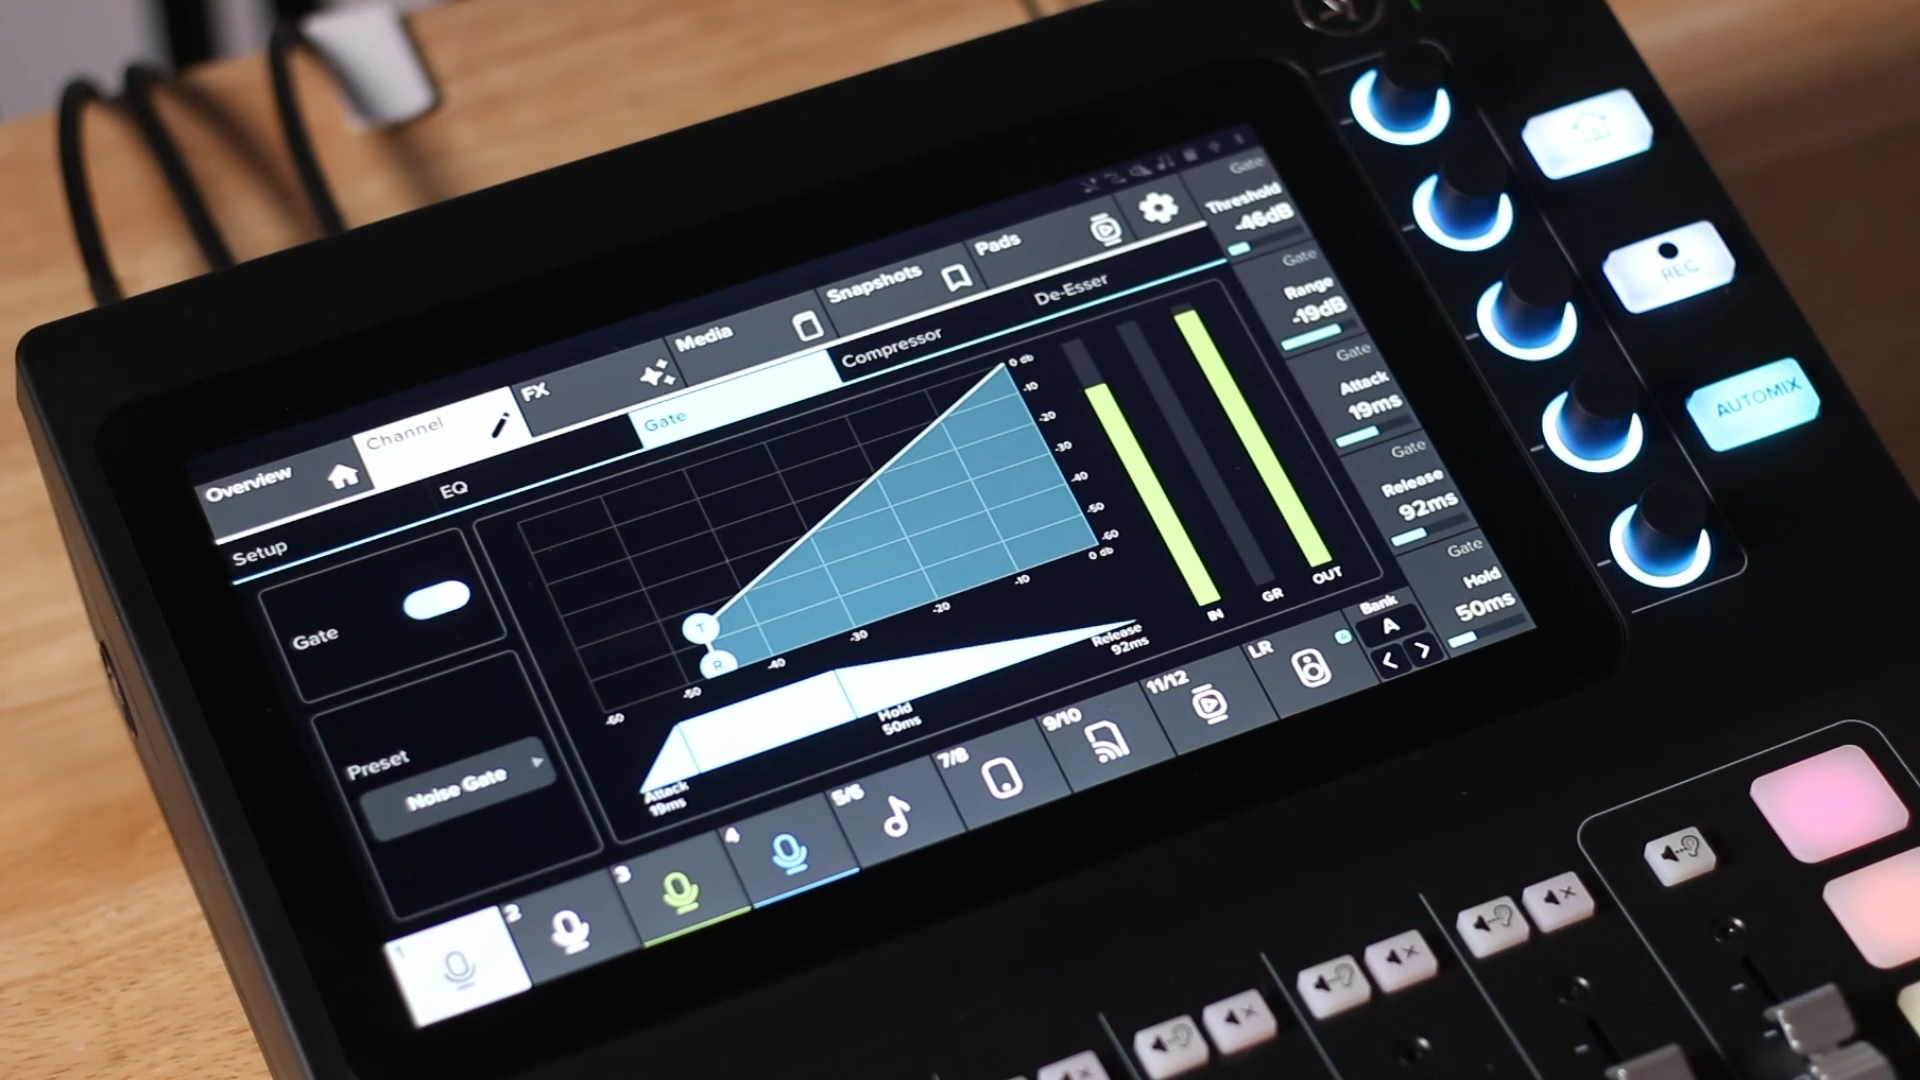 Overview
Channel
FX
Media
Snapshots
Pads
Setup
EQ
Gate
Compressor
De-Esser
Gate
Preset
Noise Gate
T
R
0 db
-10
-20
-30
-40
-50
-60
-60
-50
-40
-30
-20
-10
0 db
Attack
19ms
Hold
50ms
Release
92ms
IN
GR
OUT
Gate
Threshold
-46dB
Gate
Range
-19dB
Gate
Attack
19ms
Gate
Release
92ms
Gate
Hold
50ms
1
2
3
4
5/6
7/8
9/10
11/12
LR
Bank
A
REC
AUTOMIX